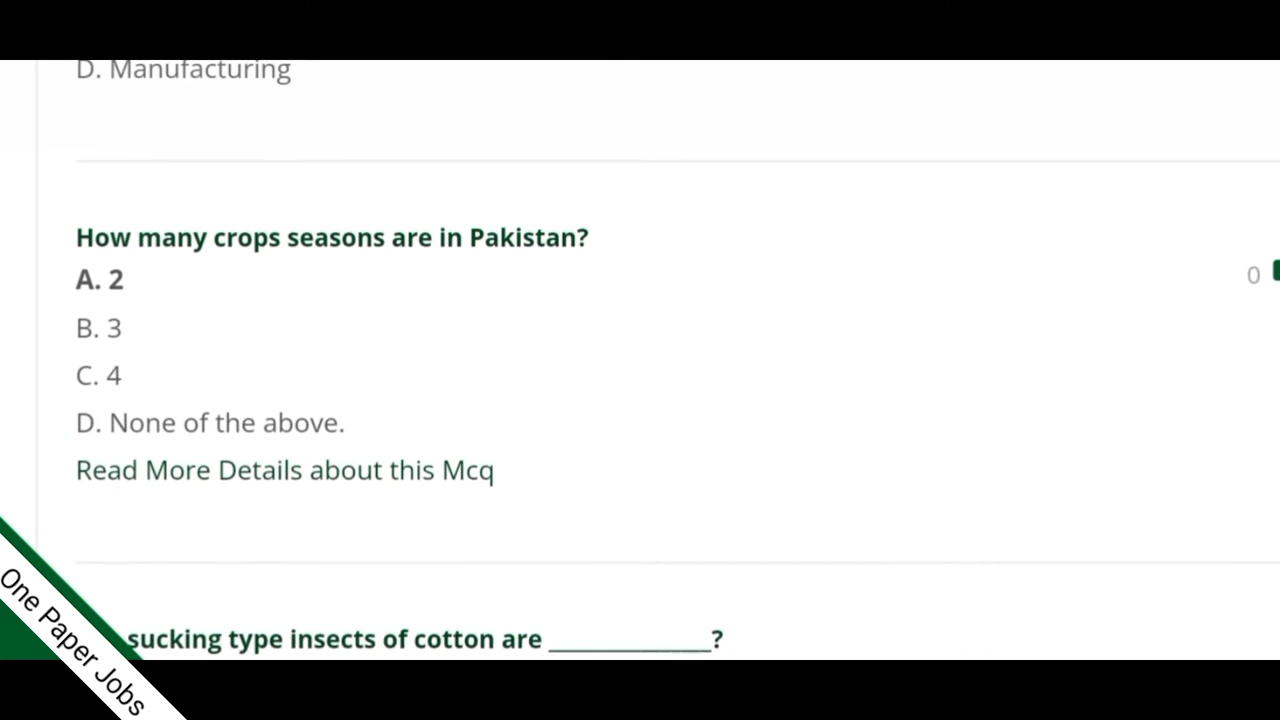 D. Manufacturing
How many crops seasons are in Pakistan?
A. 2
0
B. 3
C. 4
D. None of the above.
Read More Details about this Mcq
sucking type insects of cotton are _____________?
One Paper Jobs